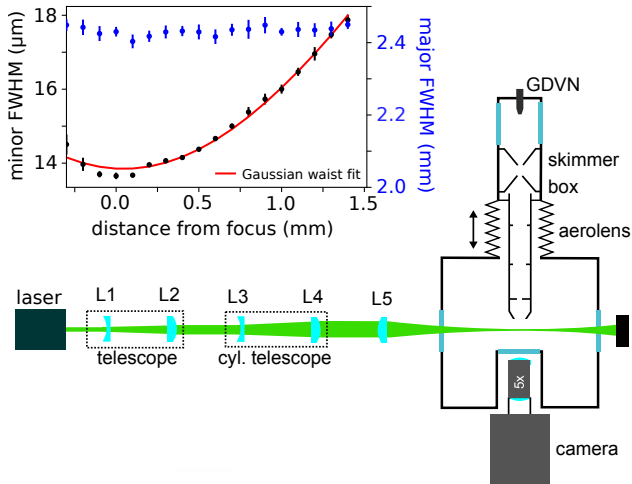 18
16
14
minor FWHM (µm)
2.4
2.2
2.0
major FWHM (mm)
Gaussian waist fit
0.0 0.5 1.0 1.5
distance from focus (mm)
GDVN
skimmer
box
aerolens
laser
L1 L2 L3 L4 L5
telescope
cyl. telescope
5x
camera